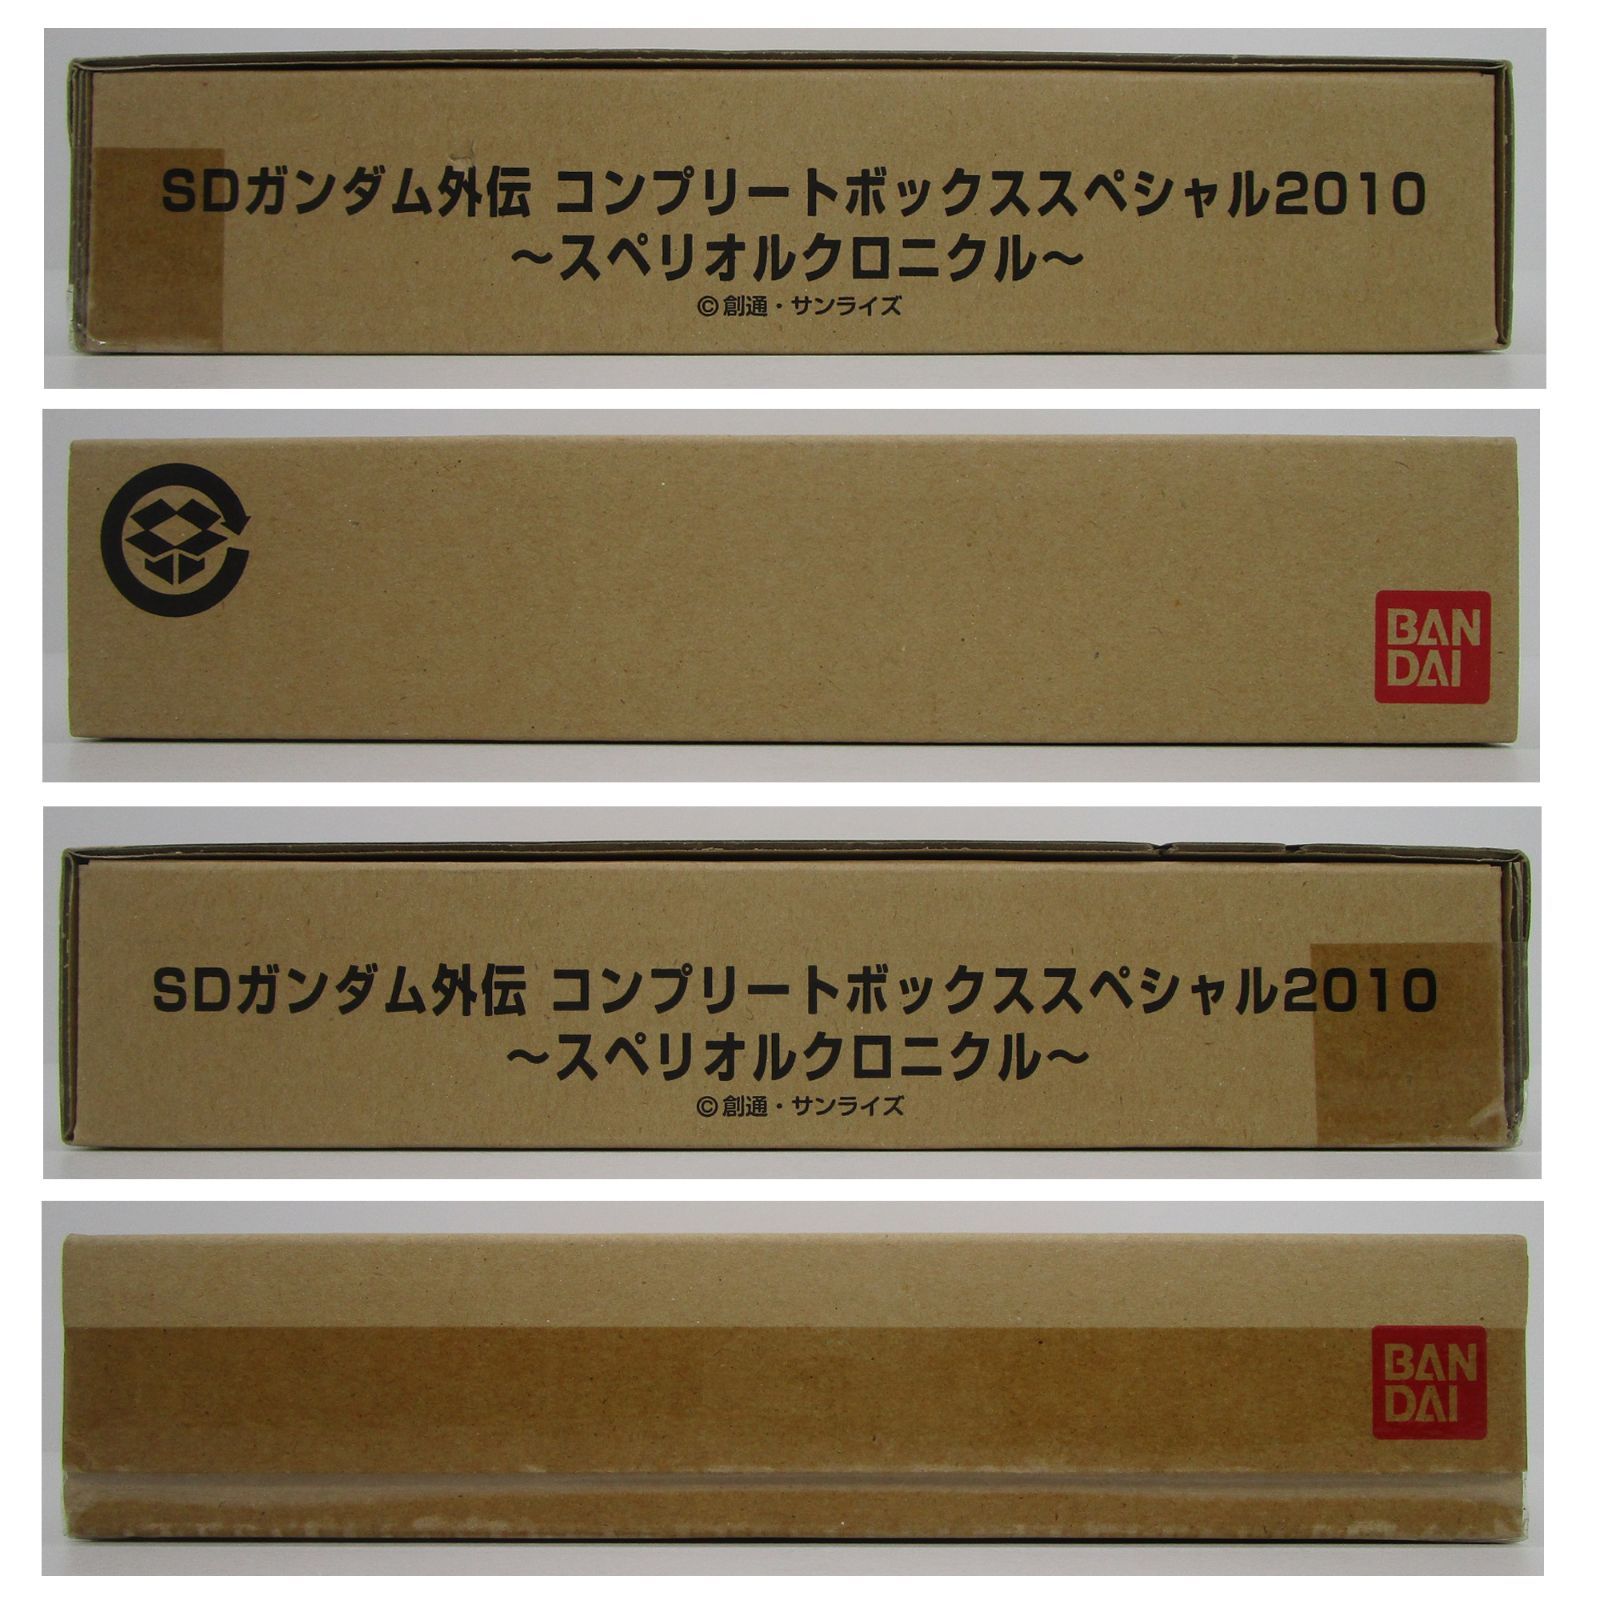 SDガンダム外伝 コンプリートボックススペシャル2010
～スペリオルクロニクル～
©創通・サンライズ
BAN
DAI
SDガンダム外伝 コンプリートボックススペシャル2010
～スペリオルクロニクル～
©創通・サンライズ
BAN
DAI